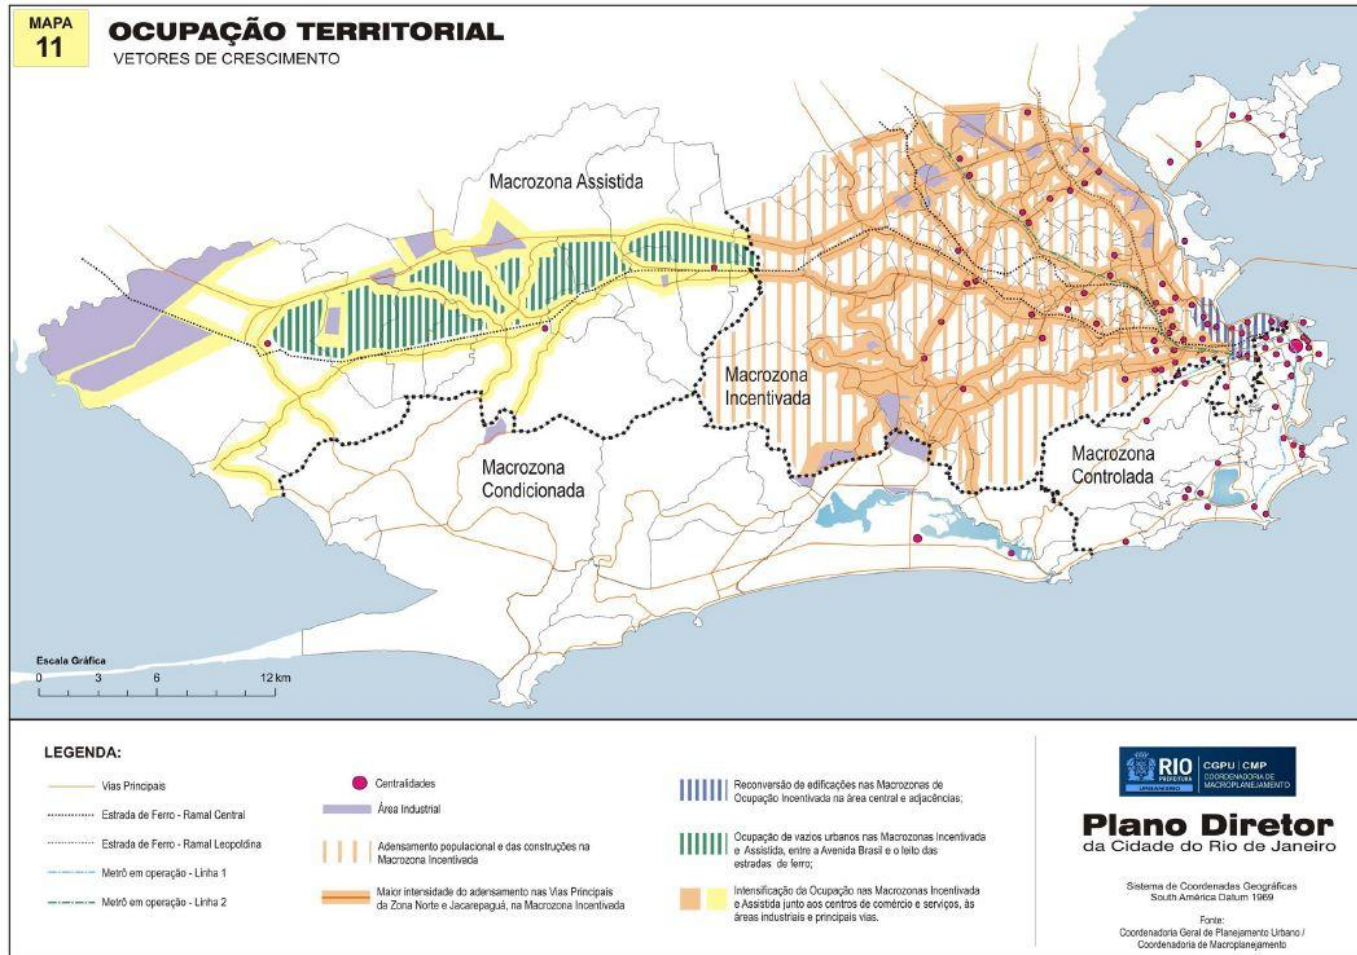 MAPA
11
OCUPAÇÃO TERRITORIAL
VETORES DE CRESCIMENTO
Macrozona Assistida
Macrozona
Incentivada
Macrozona
Condicionada
Macrozona
Controlada
Escala Gráfica
0 3 6 12 km
LEGENDA:
Vias Principais
Estrada de Ferro - Ramal Central
Estrada de Ferro - Ramal Leopoldina
Metrô em operação - Linha 1
Metrô em operação - Linha 2
Centralidades
Área Industrial
Adensamento populacional e das construções na
Macrozona Incentivada
Maior intensidade do adensamento nas Vias Principais
da Zona Norte e Jacarepaguá, na Macrozona Incentivada
Reconversão de edificações nas Macrozonas de
Ocupação Incentivada na área central e adjacências;
Ocupação de vazios urbanos nas Macrozonas Incentivada
e Assistida, entre a Avenida Brasil e o leito das
estradas de ferro;
Intensificação da Ocupação nas Macrozonas Incentivada
e Assistida junto aos centros de comércio e serviços, às
áreas industriais e principais vias.
RIO
PREFEITURA
URBANISMO
CGPU | CMP
COORDENADORIA DE
MACROPLANEJAMENTO
Plano Diretor
da Cidade do Rio de Janeiro
Sistema de Coordenadas Geográficas
South América Datum 1969
Fonte:
Coordenadoria Geral de Planejamento Urbano /
Coordenadoria de Macroplanejamento